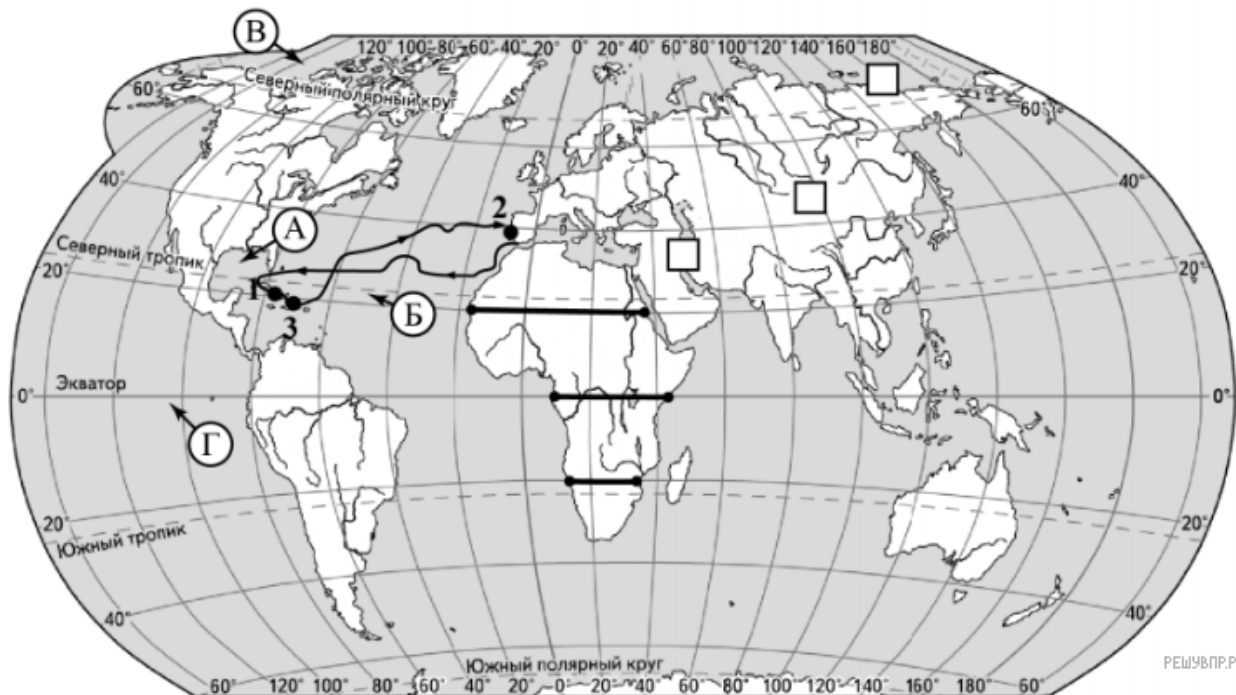 В
120° 100° 80° 60° 40° 20° 0° 20° 40° 60° 80° 100° 120° 140° 160° 180°
Северный полярный круг
60°
60°
40°
40°
2
А
Северный тропик
20°
20°
1
Б
3
Экватор
0°
0°
Г
20°
20°
Южный тропик
40°
40°
Южный полярный круг
РЕШУВПР.Р
60° 120° 100° 80° 60° 40° 20° 0° 20° 40° 60° 80° 100° 120° 140° 160° 180° 60°